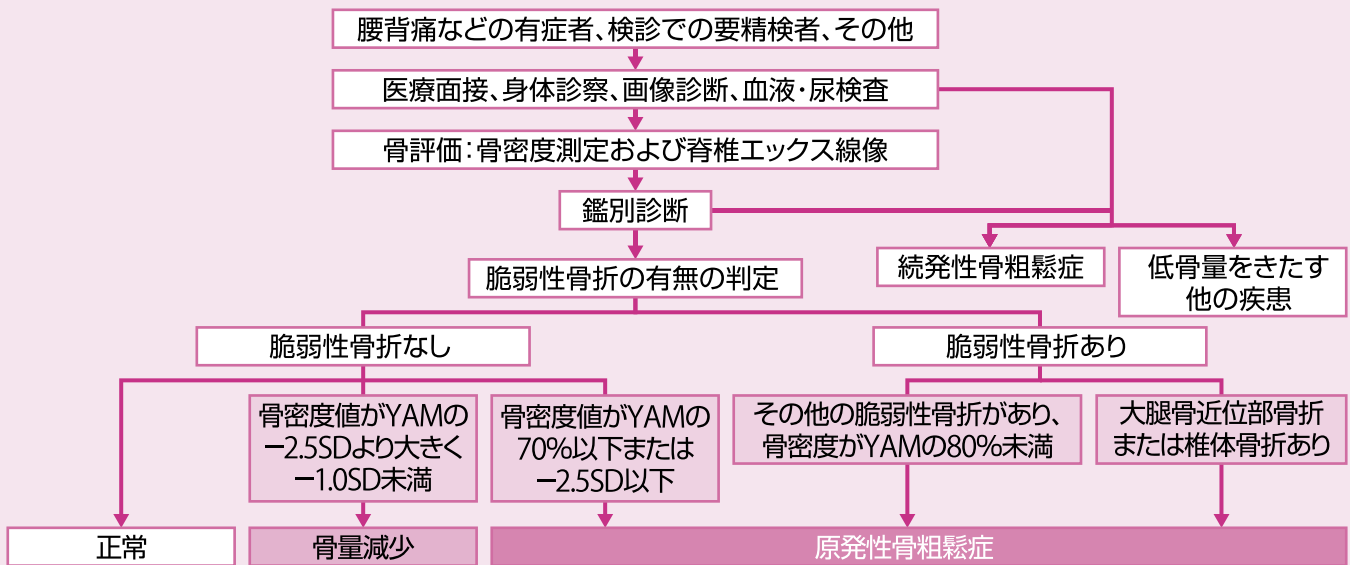 腰背痛などの有症者、検診での要精検者、その他
医療面接、身体診察、画像診断、血液・尿検査
骨評価：骨密度測定および脊椎エックス線像
鑑別診断
続発性骨粗鬆症
低骨量をきたす
他の疾患
脆弱性骨折の有無の判定
脆弱性骨折なし
脆弱性骨折あり
骨密度値がYAMの
−2.5SDより大きく
−1.0SD未満
骨密度値がYAMの
70%以下または
−2.5SD以下
その他の脆弱性骨折があり、
骨密度がYAMの80%未満
大腿骨近位部骨折
または椎体骨折あり
正常
骨量減少
原発性骨粗鬆症